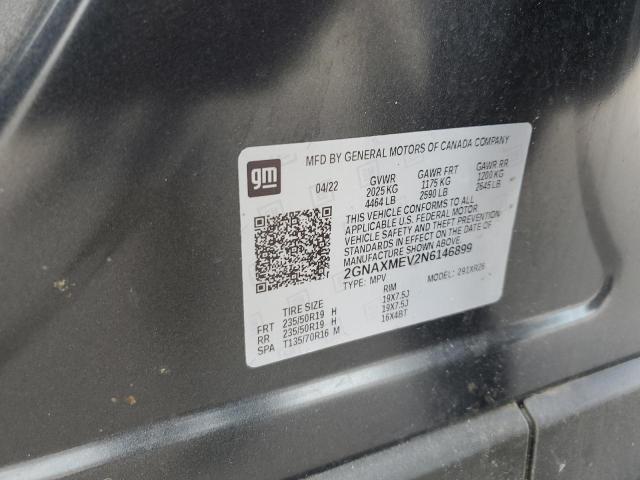 MFD BY GENERAL MOTORS OF CANADA COMPANY
gm
04/22 GVWR GAWR FRT GAWR RR
2025 KG 1175 KG 1200 KG
4464 LB 2590 LB 2645 LB
THIS VEHICLE CONFORMS TO ALL
APPLICABLE U.S. FEDERAL MOTOR
VEHICLE SAFETY AND THEFT PREVENTION
STANDARDS IN EFFECT ON THE DATE OF
MANUFACTURE SHOWN ABOVE.
2GNAXMEV2N6146899
TYPE: MPV MODEL: 291XR26
TIRE SIZE RIM
FRT 235/50R19 H 19X7.5J
RR 235/50R19 H 19X7.5J
SPA T135/70R16 M 16X4BT